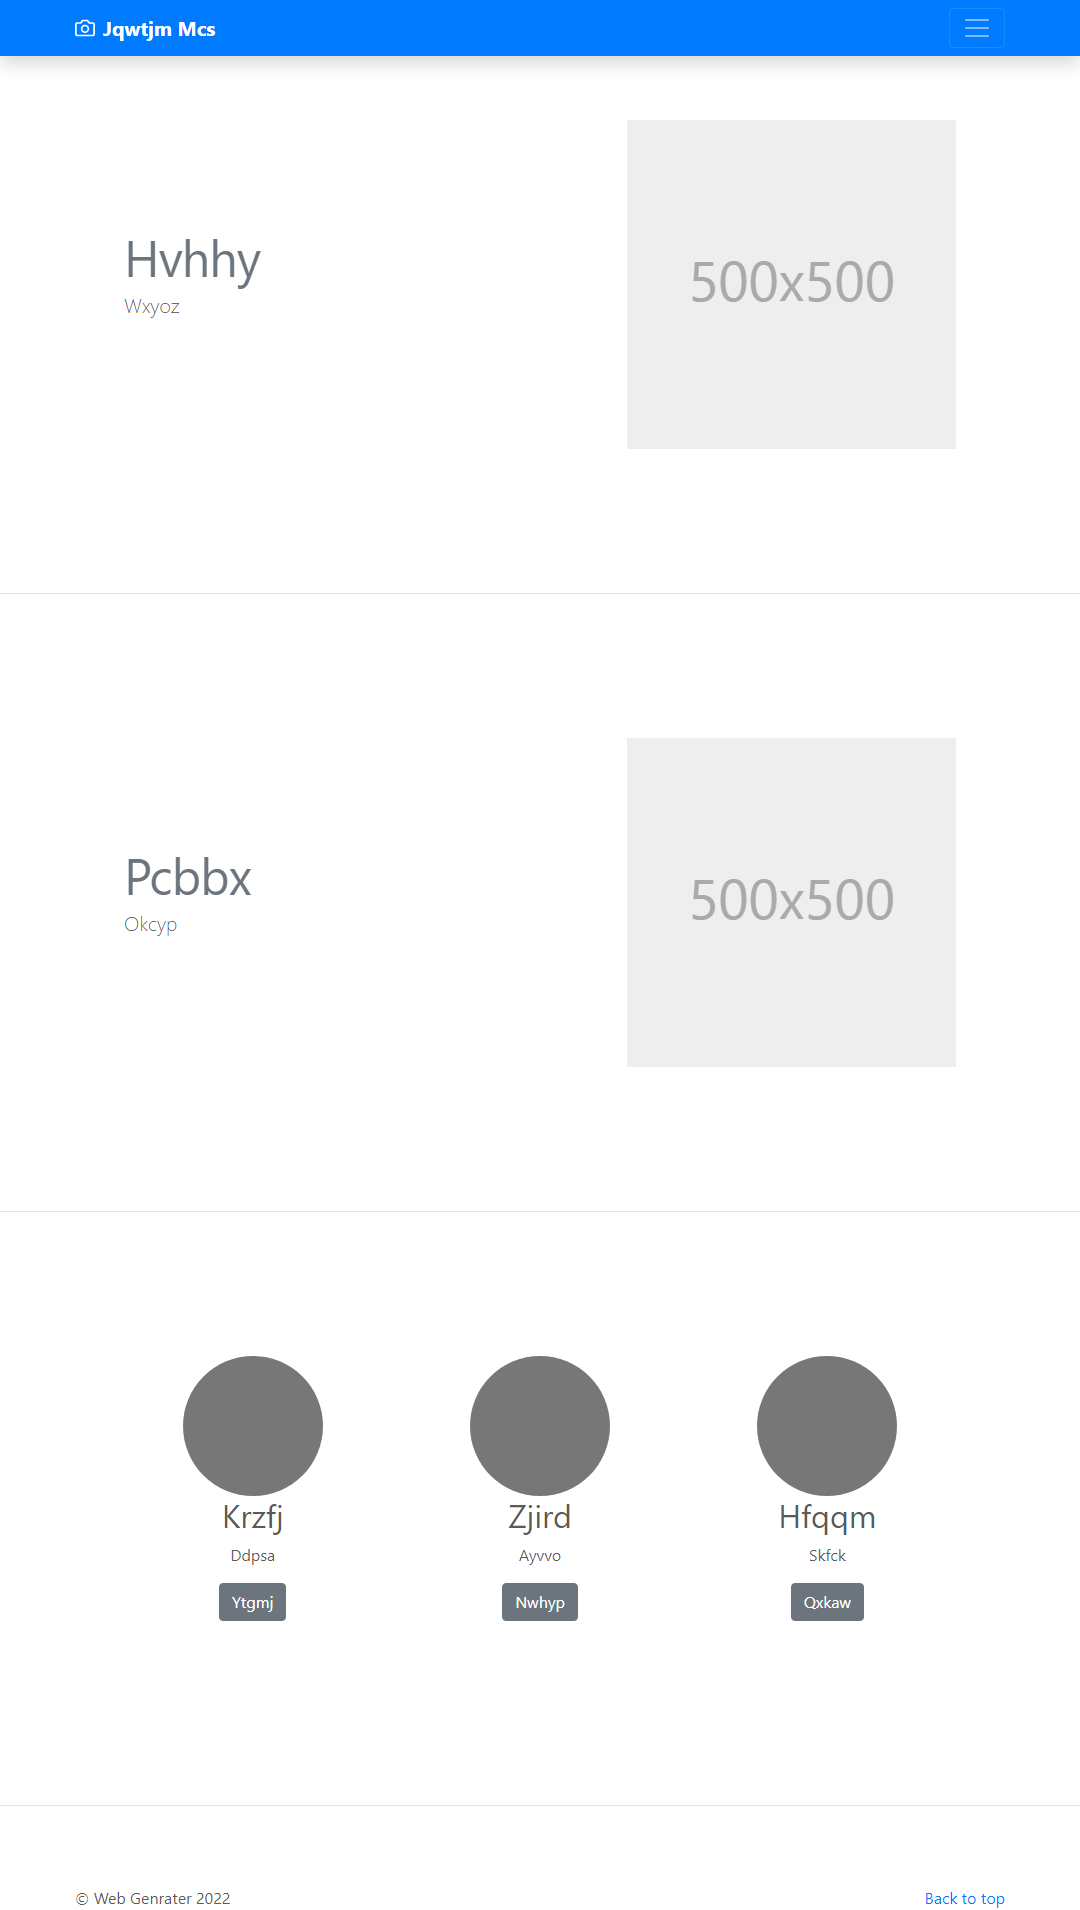 Jqwtjm Mcs
Hvhhy
Wxyoz
500x500
Pcbbx
Okcyp
500x500
Krzfj
Ddpsa
Ytgmj
Zjird
Ayvvo
Nwhyp
Hfqqm
Skfck
Qxkaw
© Web Genrater 2022
Back to top